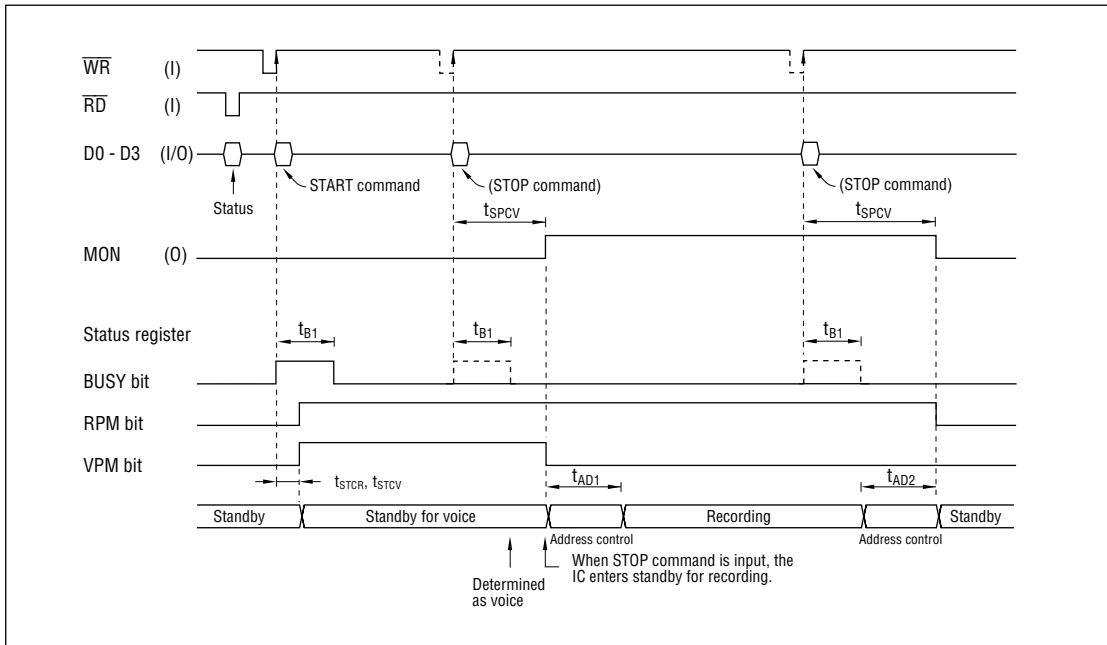 WR (I)
RD (I)
D0 - D3 (I/O)
START command
(STOP command)
(STOP command)
Status
tSPCV
tSPCV
MON (O)
Status register
tB1
tB1
tB1
BUSY bit
RPM bit
VPM bit
tSTCR, tSTCV
tAD1
tAD2
Standby
Standby for voice
Recording
Standby
Address control
Address control
When STOP command is input, the
IC enters standby for recording.
Determined
as voice